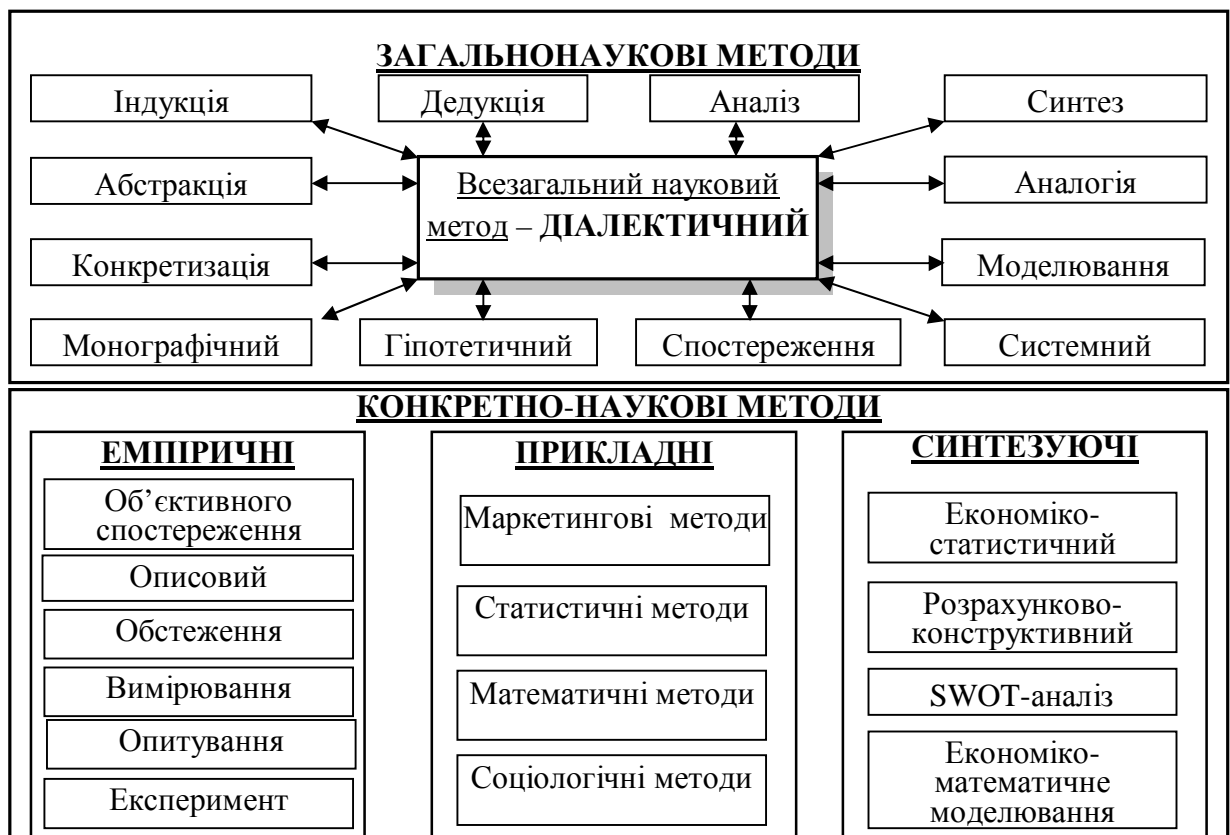 ЗАГАЛЬНОНАУКОВІ МЕТОДИ
Індукція
Дедукція
Аналіз
Синтез
Абстракція
Всезагальний науковий
метод – ДІАЛЕКТИЧНИЙ
Аналогія
Конкретизація
Моделювання
Монографічний
Гіпотетичний
Спостереження
Системний
КОНКРЕТНО-НАУКОВІ МЕТОДИ
ЕМПІРИЧНІ
Об’єктивного
спостереження
Описовий
Обстеження
Вимірювання
Опитування
Експеримент
ПРИКЛАДНІ
Маркетингові методи
Статистичні методи
Математичні методи
Соціологічні методи
СИНТЕЗУЮЧІ
Економіко-
статистичний
Розрахунково-
конструктивний
SWOT-аналіз
Економіко-
математичне
моделювання